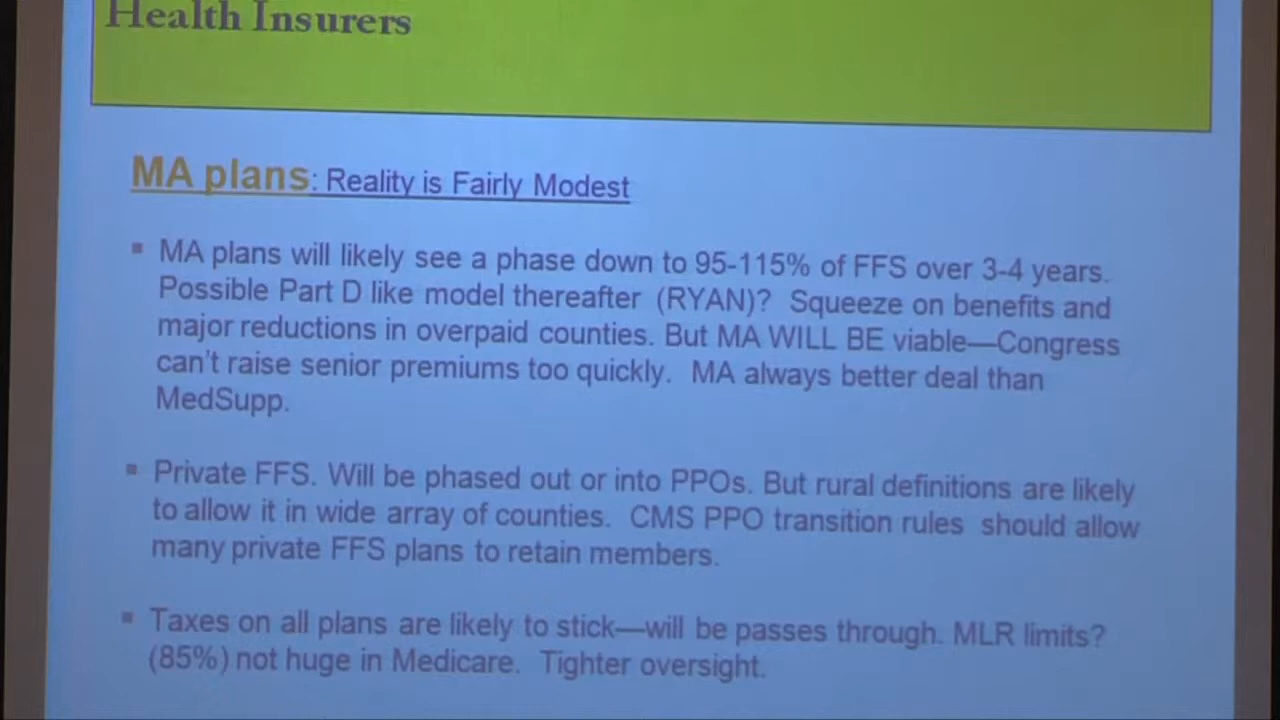 Health Insurers
MA plans: Reality is Fairly Modest
▪ MA plans will likely see a phase down to 95-115% of FFS over 3-4 years.
Possible Part D like model thereafter (RYAN)? Squeeze on benefits and
major reductions in overpaid counties. But MA WILL BE viable—Congress
can't raise senior premiums too quickly. MA always better deal than
MedSupp.
▪ Private FFS. Will be phased out or into PPOs. But rural definitions are likely
to allow it in wide array of counties. CMS PPO transition rules should allow
many private FFS plans to retain members.
▪ Taxes on all plans are likely to stick—will be passes through. MLR limits?
(85%) not huge in Medicare. Tighter oversight.